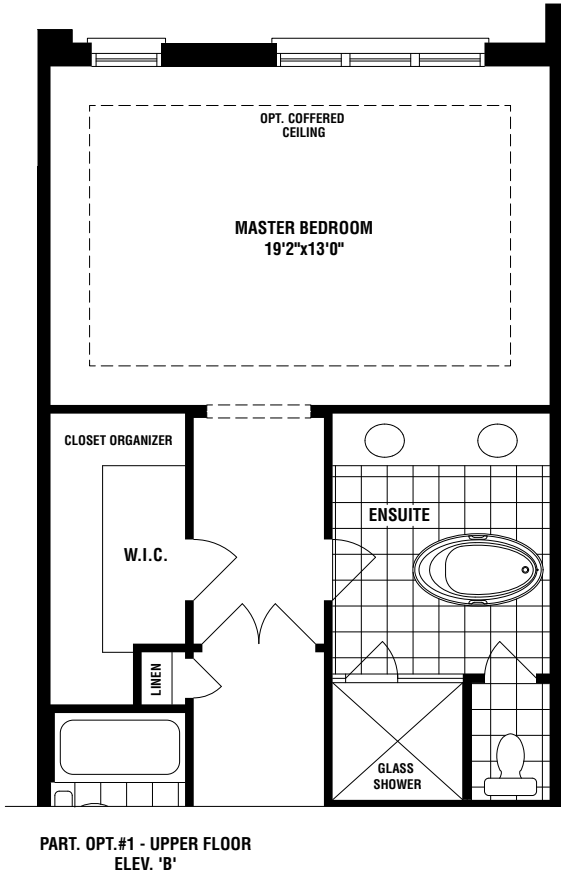 OPT. COFFERED
CEILING
MASTER BEDROOM
19'2"x13'0"
CLOSET ORGANIZER
W.I.C.
ENSUITE
LINEN
GLASS
SHOWER
PART. OPT.#1 - UPPER FLOOR
ELEV. 'B'